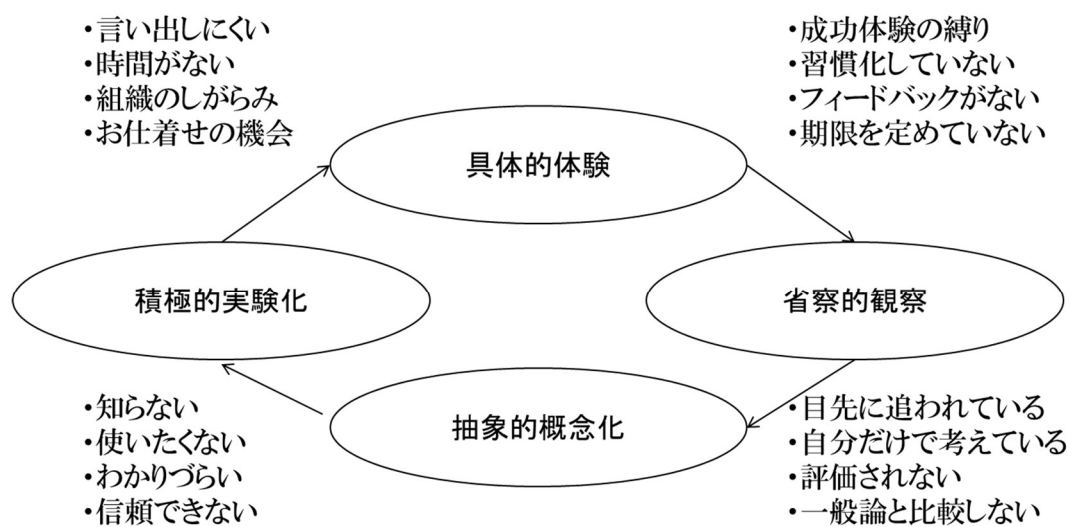 ・言い出しにくい
・時間がない
・組織のしがらみ
・お仕着せの機会
・成功体験の縛り
・習慣化していない
・フィードバックがない
・期限を定めていない
具体的体験
積極的実験化
省察的観察
抽象的概念化
・知らない
・使いたくない
・わかりづらい
・信頼できない
・目先に追われている
・自分だけで考えている
・評価されない
・一般論と比較しない